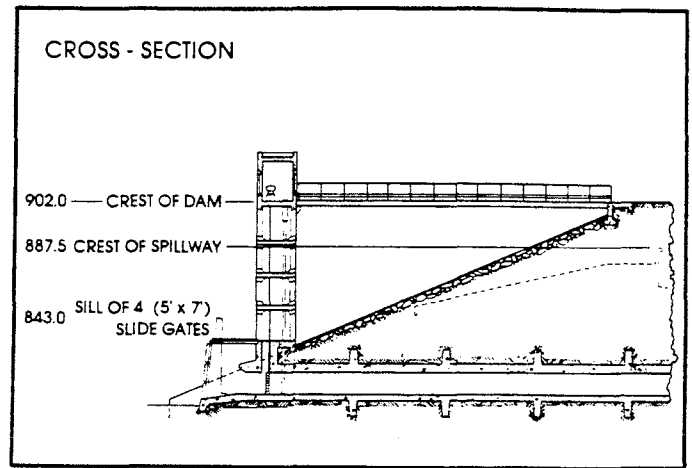 CROSS - SECTION
902.0 CREST OF DAM
887.5 CREST OF SPILLWAY
843.0 SILL OF 4 (5' x 7')
SLIDE GATES